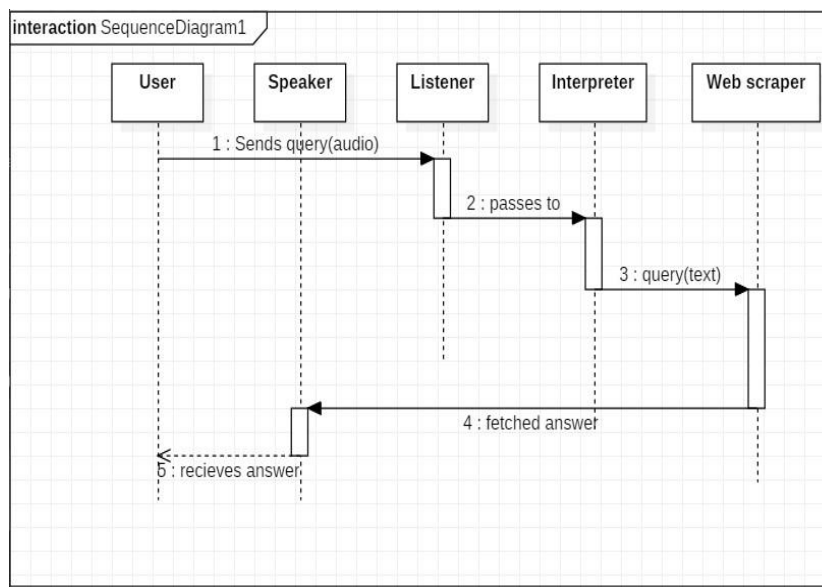 interaction SequenceDiagram1
User
Speaker
Listener
Interpreter
Web scraper
1 : Sends query(audio)
2 : passes to
3 : query(text)
4 : fetched answer
5 : recieves answer